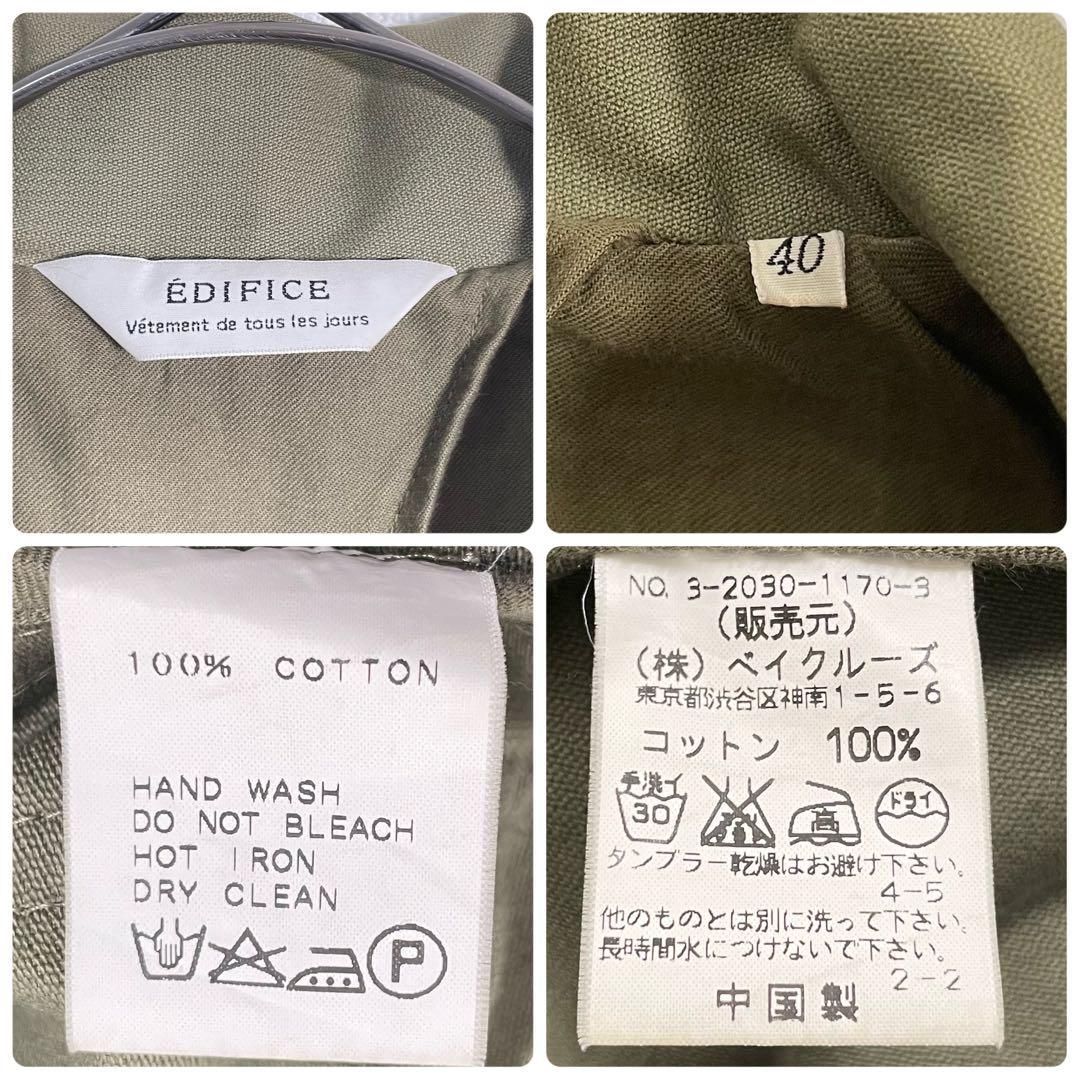 ÉDIFICE
Vétement de tous les jours
40
100% COTTON
HAND WASH
DO NOT BLEACH
HOT IRON
DRY CLEAN
P
NO. 3-2030-1170-3
(販売元)
(株)ベイクルーズ
東京都渋谷区神南1-5-6
コットン 100%
手洗イ
30
高
ドライ
タンブラー乾燥はお避け下さい。
4-5
他のものとは別に洗って下さい。
長時間水につけないで下さい。
2-2
中国製